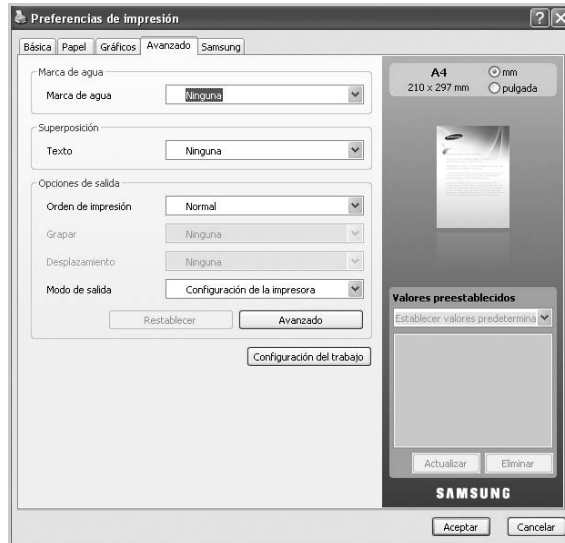 Preferencias de impresión
Básica Papel Gráficos Avanzado Samsung
Marca de agua
Marca de agua Ninguna
Superposición
Texto Ninguna
Opciones de salida
Orden de impresión Normal
Grapar Ninguna
Desplazamiento Ninguna
Modo de salida Configuración de la impresora
Restablecer Avanzado
Configuración del trabajo
A4 mm
210 x 297 mm pulgada
Valores preestablecidos
Establecer valores predetermina
Actualizar Eliminar
SAMSUNG
Aceptar Cancelar